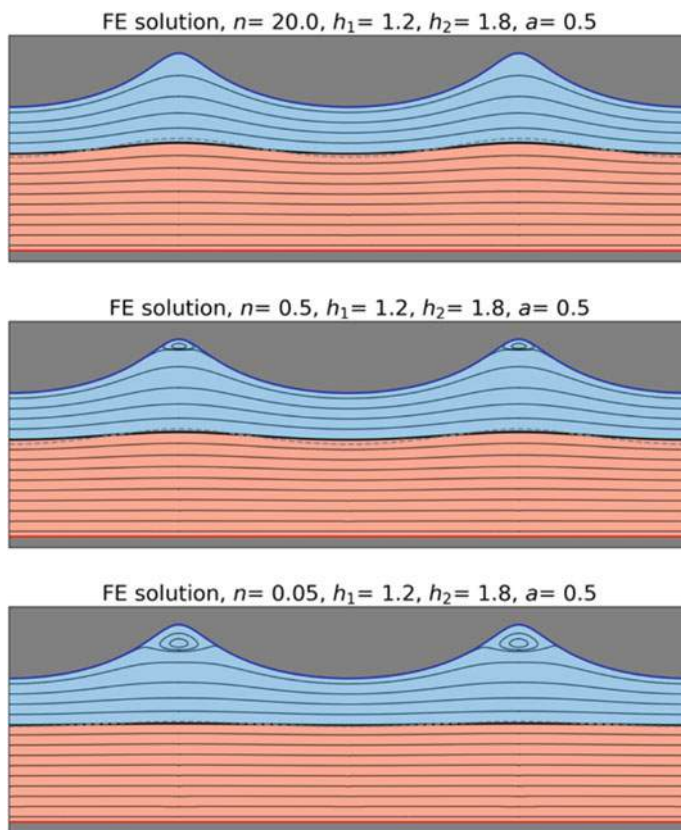 FE solution, n= 20.0, h₁= 1.2, h₂= 1.8, a= 0.5
FE solution, n= 0.5, h₁= 1.2, h₂= 1.8, a= 0.5
FE solution, n= 0.05, h₁= 1.2, h₂= 1.8, a= 0.5